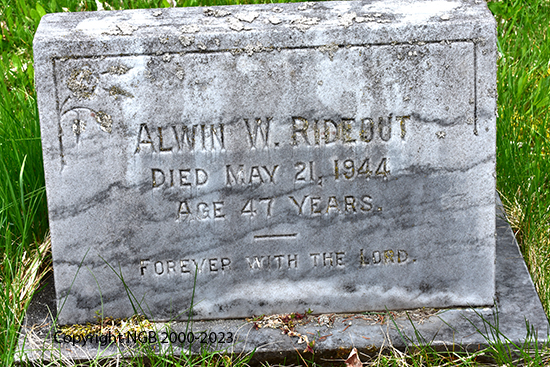 ALWIN W. RIDEOUT
DIED MAY 21, 1944
AGE 47 YEARS.
FOREVER WITH THE LORD.
Copyright NGB 2000-2023